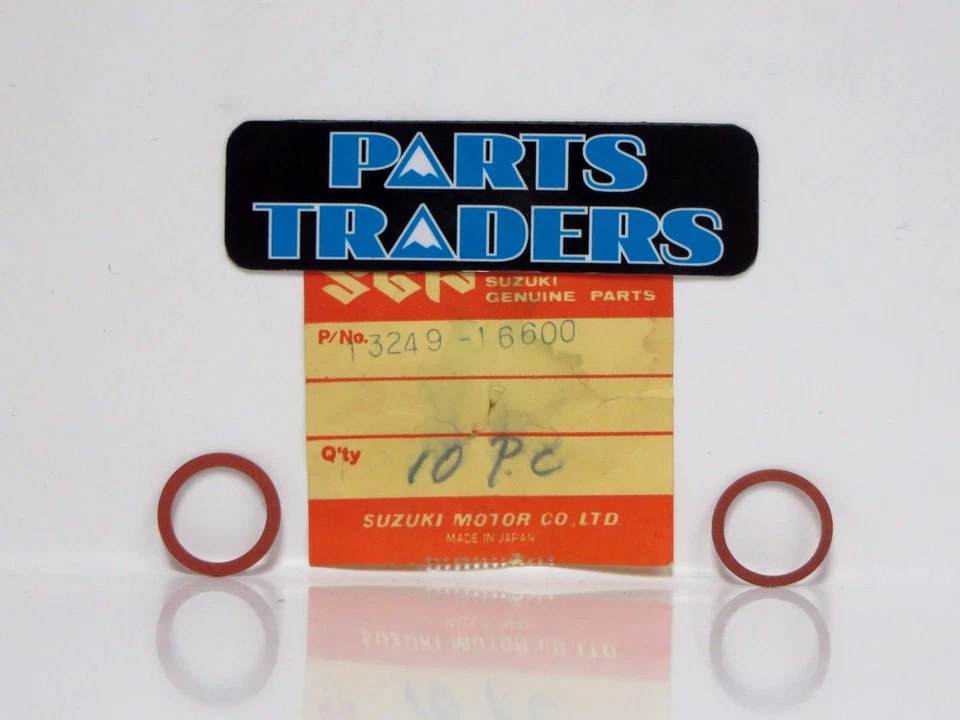 PARTS
TRADERS
SGP
SUZUKI
GENUINE PARTS
P/No. 13249-16600
Q'ty 10 P.C
SUZUKI MOTOR CO.,LTD.
MADE IN JAPAN